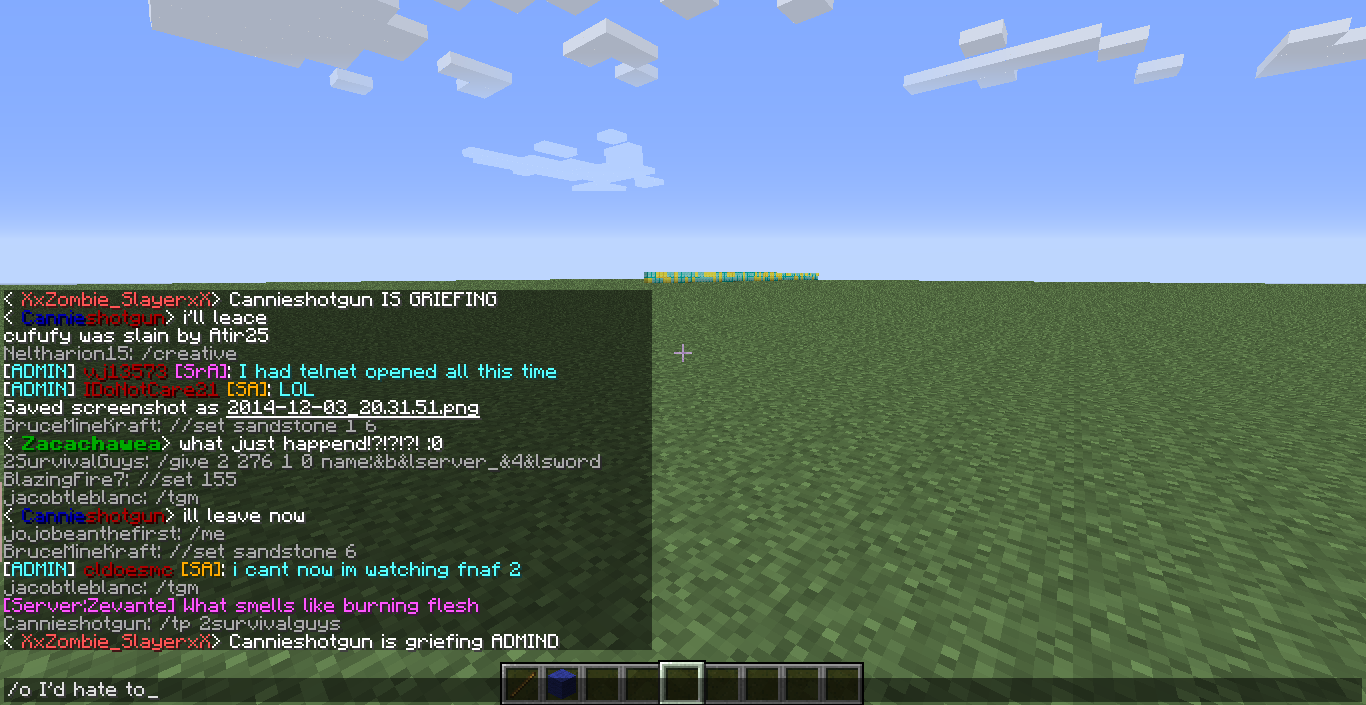 < XxZombie_SlayerxX> Cannieshotgun IS GRIEFING
< Cannieshotgun> i'll leace
cufufy was slain by Atir25
Neltharion15: /creative
[ADMIN] vj13573 [SrA]: I had telnet opened all this time
[ADMIN] IDoNotCare21 [SA]: LOL
Saved screenshot as 2014-12-03_20.31.51.png
BruceMineKraft: //set sandstone 1 6
< Zacachawea> what just happend!?!?!?! :0
2SurvivalGuys: /give 2 276 1 0 name:&b&lserver_&4&lsword
BlazingFire7: //set 155
jacobtleblanc: /tgm
< Cannieshotgun> ill leave now
jojobeanthefirst: /me
BruceMineKraft: //set sandstone 6
[ADMIN] cldoesmc [SA]: i cant now im watching fnaf 2
jacobtleblanc: /tgm
[Server:Zevante] What smells like burning flesh
Cannieshotgun: /tp 2survivalguys
< XxZombie_SlayerxX> Cannieshotgun is griefing ADMIND
/o I'd hate to_